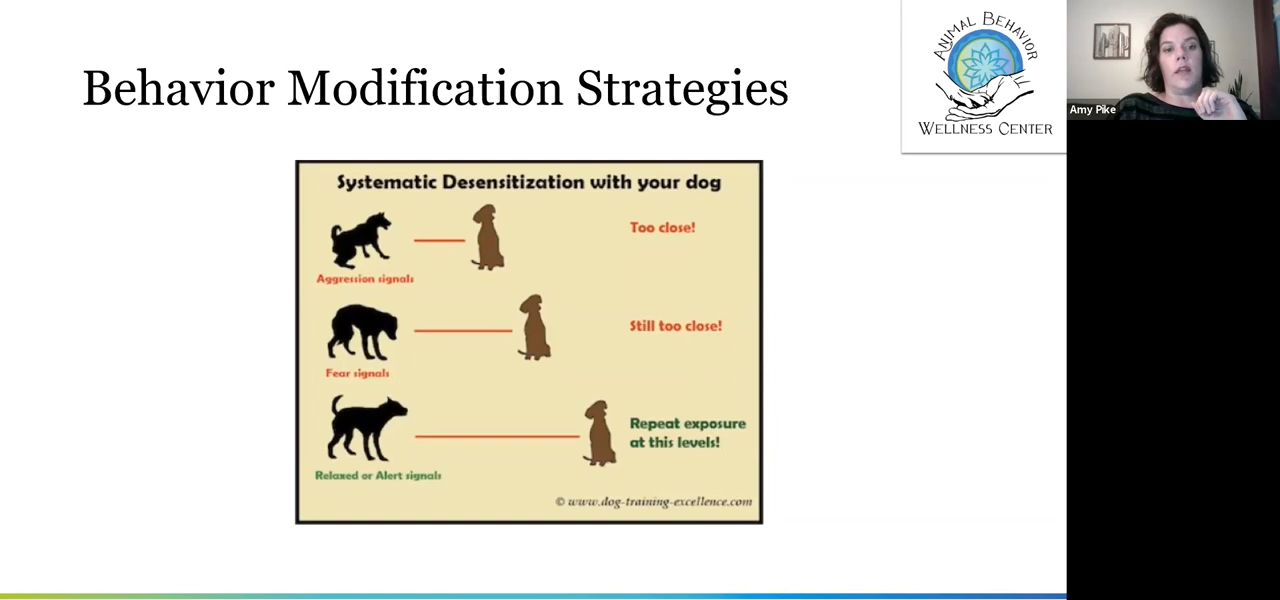 Behavior Modification Strategies
ANIMAL BEHAVIOR
WELLNESS CENTER
Amy Pike
Systematic Desensitization with your dog
Too close!
Aggression signals
Still too close!
Fear signals
Repeat exposure
at this levels!
Relaxed or Alert signals
© www.dog-training-excellence.com